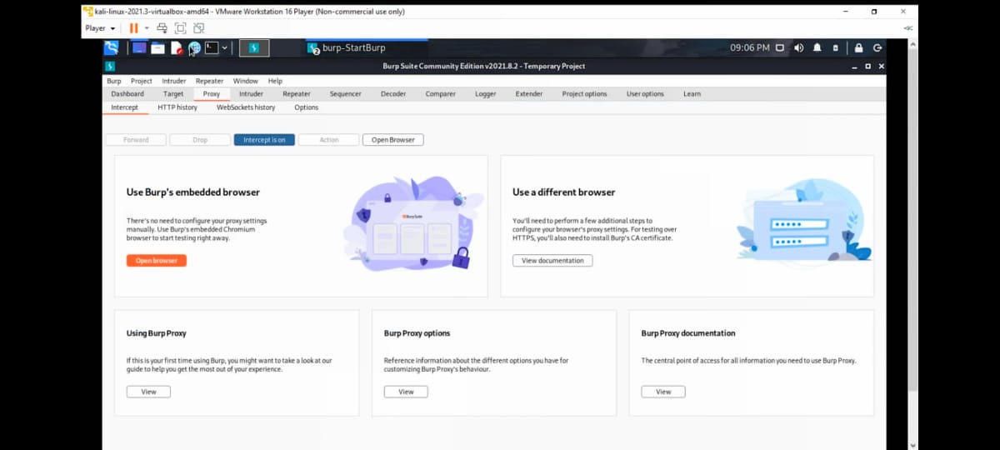 kali-linux-2021.3-virtualbox-amd64 - VMware Workstation 16 Player (Non-commercial use only)
Player
burp-StartBurp
09:06 PM
Burp Suite Community Edition v2021.8.2 - Temporary Project
Burp Project Intruder Repeater Window Help
Dashboard Target Proxy Intruder Repeater Sequencer Decoder Comparer Logger Extender Project options User options Learn
Intercept HTTP history WebSockets history Options
Forward Drop Intercept is on Action Open Browser
Use Burp's embedded browser
There's no need to configure your proxy settings
manually. Use Burp's embedded Chromium
browser to start testing right away.
Open browser
BurpSuite
Use a different browser
You'll need to perform a few additional steps to
configure your browser's proxy settings. For testing over
HTTPS, you'll also need to install Burp's CA certificate.
View documentation
Using Burp Proxy
If this is your first time using Burp, you might want to take a look at our
guide to help you get the most out of your experience.
View
Burp Proxy options
Reference information about the different options you have for
customizing Burp Proxy's behaviour.
View
Burp Proxy documentation
The central point of access for all information you need to use Burp Proxy.
View